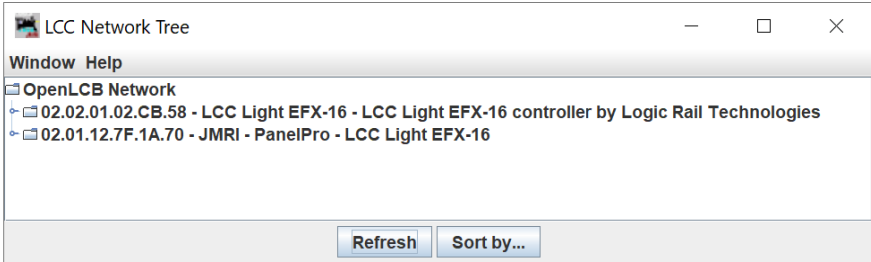 LCC Network Tree
Window Help
OpenLCB Network
02.02.01.02.CB.58 - LCC Light EFX-16 - LCC Light EFX-16 controller by Logic Rail Technologies
02.01.12.7F.1A.70 - JMRI - PanelPro - LCC Light EFX-16
Refresh Sort by...